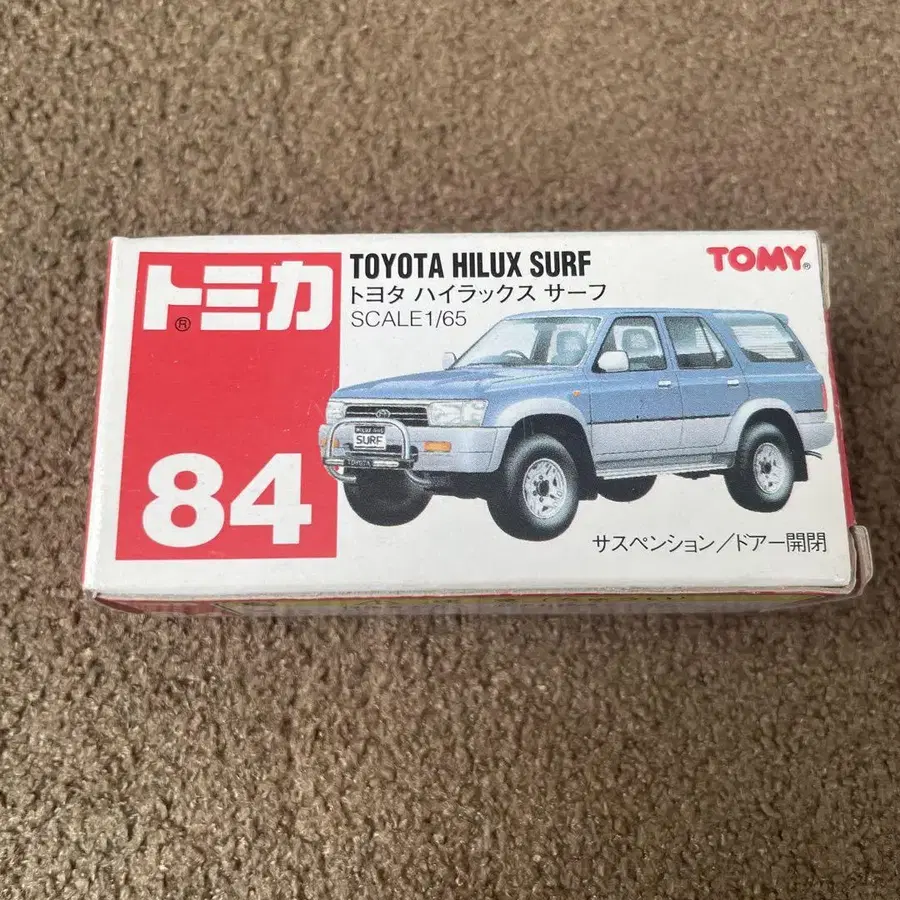 トミカ®
84
TOYOTA HILUX SURF
トヨタ ハイラックス サーフ
SCALE1/65
TOMY®
SURF
サスペンション/ドアー開閉